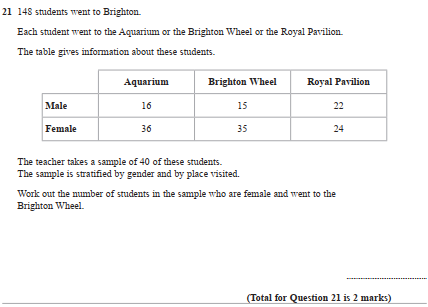 21 148 students went to Brighton.
Each student went to the Aquarium or the Brighton Wheel or the Royal Pavilion.
The table gives information about these students.
Aquarium Brighton Wheel Royal Pavilion
Male 16 15 22
Female 36 35 24
The teacher takes a sample of 40 of these students.
The sample is stratified by gender and by place visited.
Work out the number of students in the sample who are female and went to the
Brighton Wheel.
(Total for Question 21 is 2 marks)